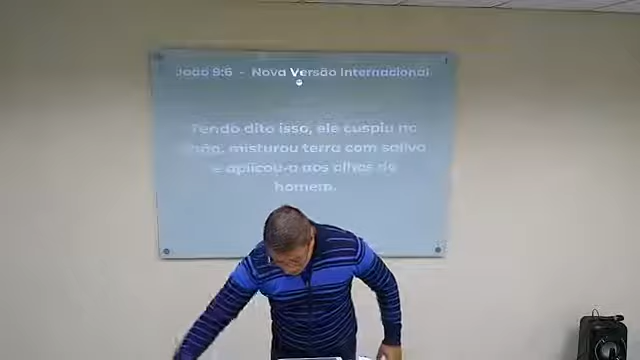 João 9:6 - Nova Versão Internacional
Tendo dito isso, ele cuspiu no
chão, misturou terra com saliva
e aplicou-a aos olhos do
homem.